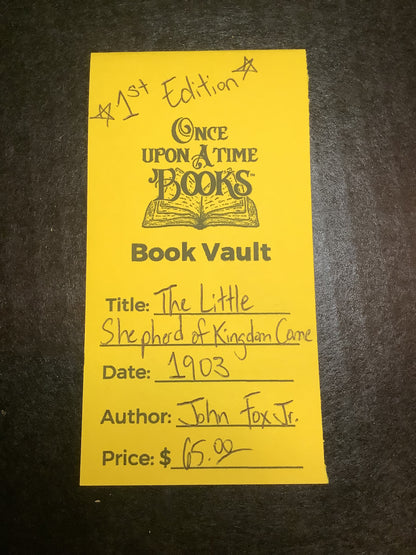 ☆1st Edition☆
ONCE
UPON A TIME
BOOKS™
Book Vault
Title: The Little
Shepherd of Kingdom Come
Date: 1903
Author: John Fox Jr.
Price: $ 65.00